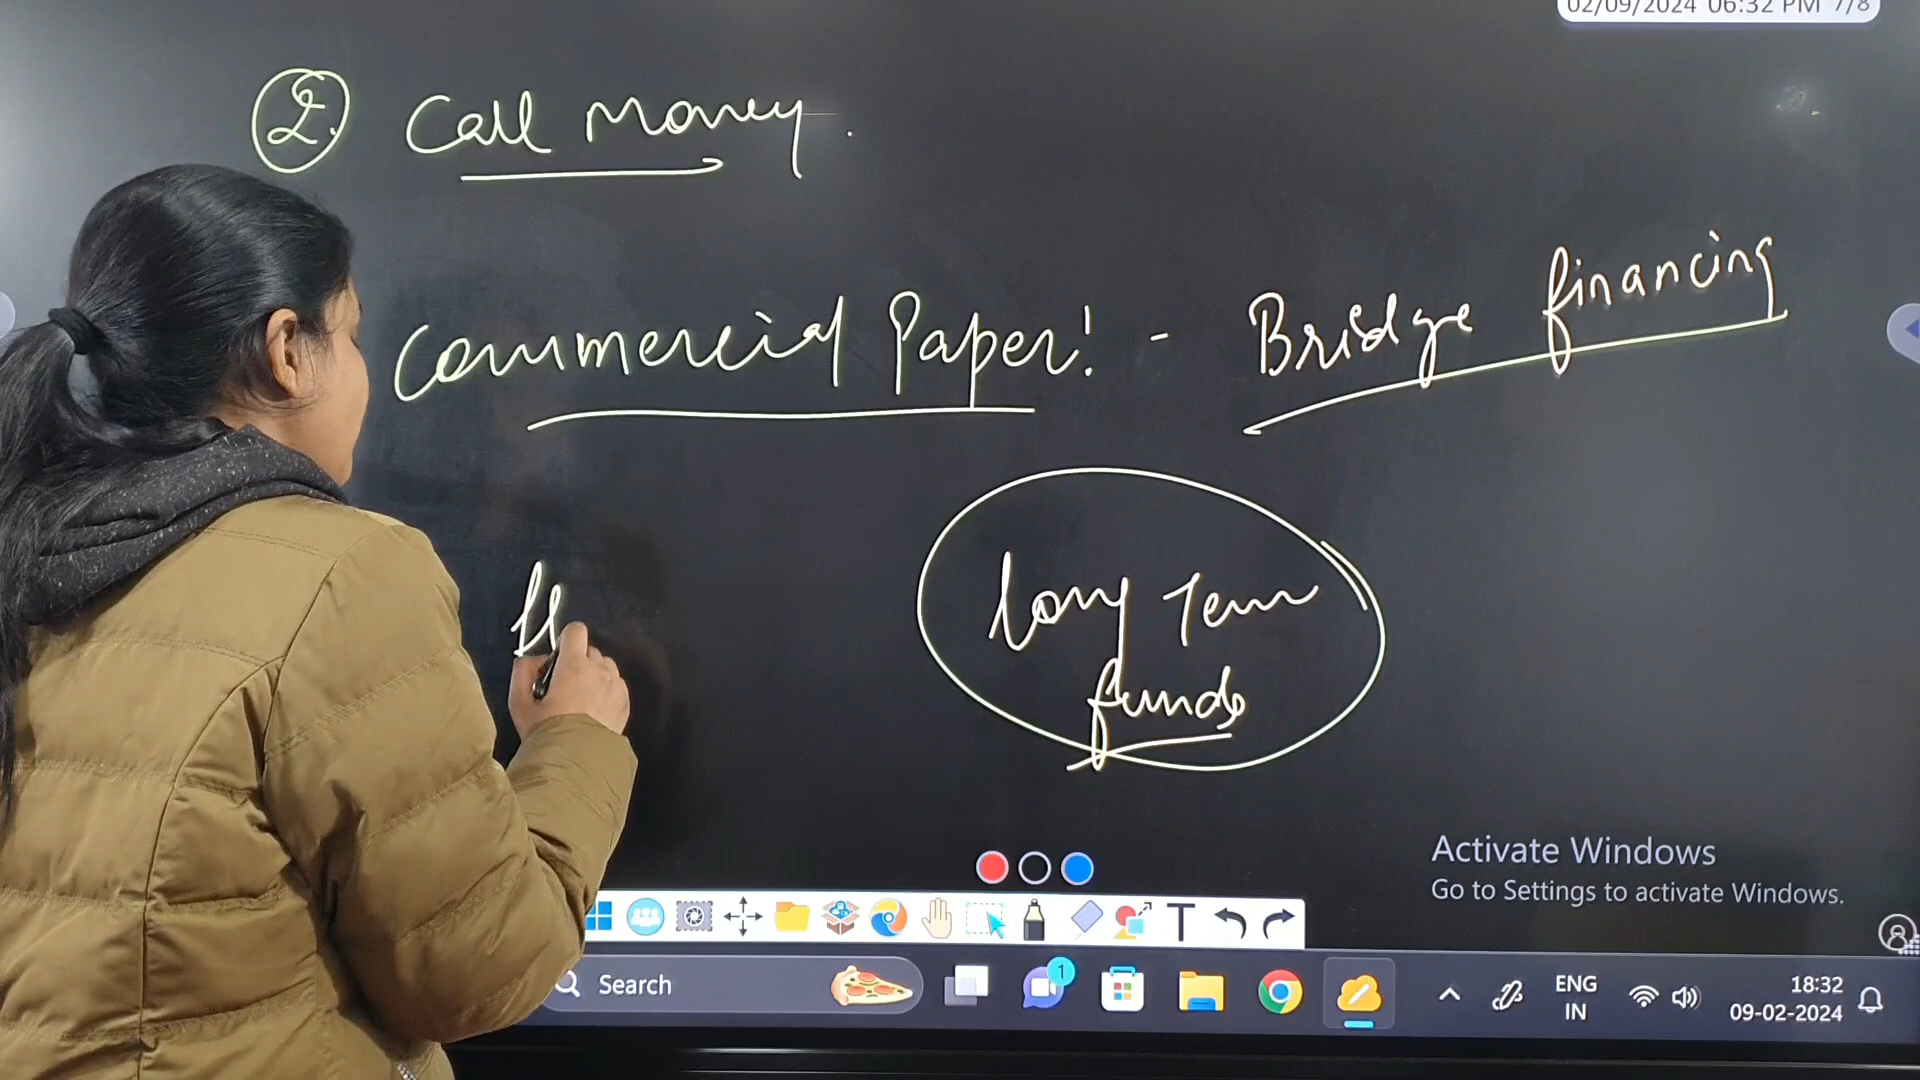 02/09/2024 06:32 PM 7/8
2. Call Money.
Commercial Paper! - Bridge financing
long Term
funds
Activate Windows
Go to Settings to activate Windows.
T
Search
1
ENG
IN
18:32
09-02-2024